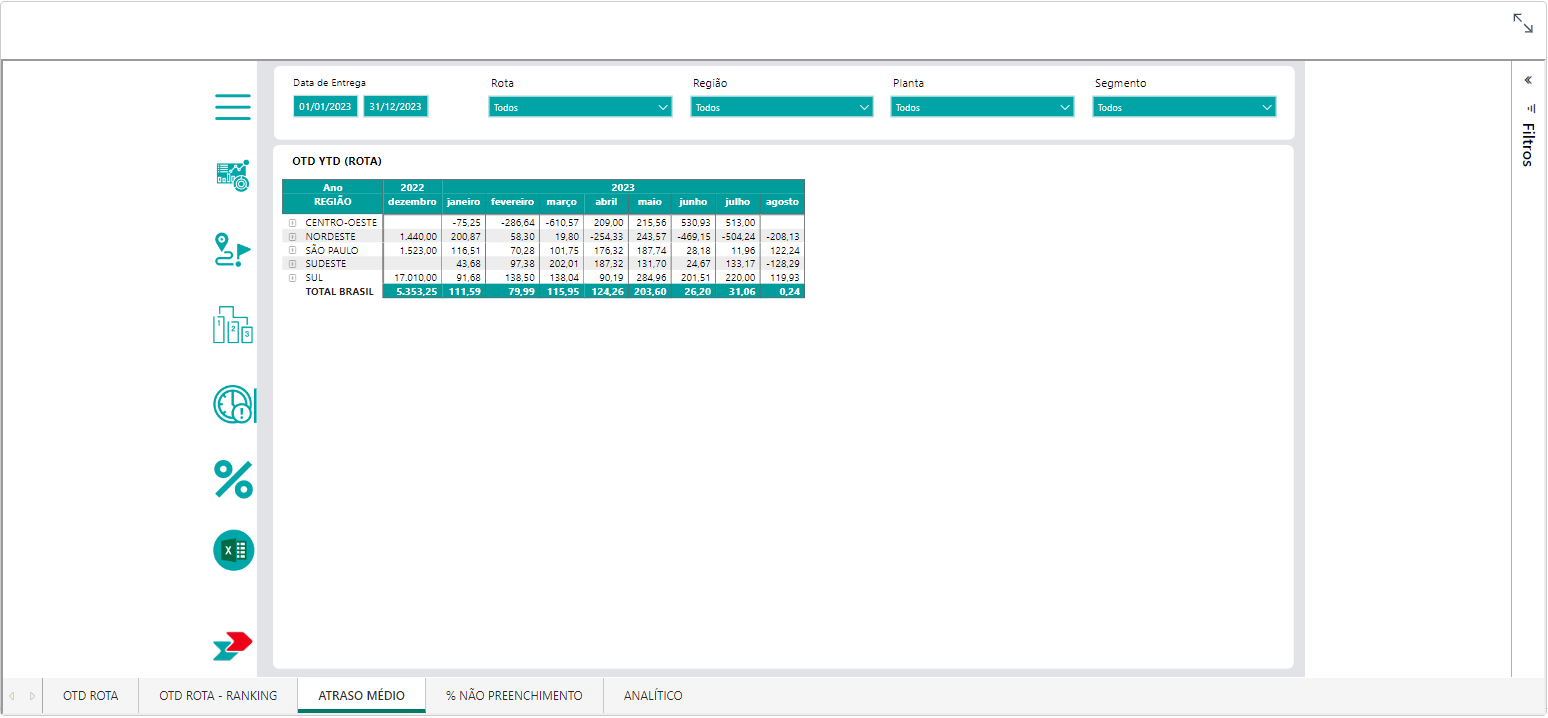 Data de Entrega Rota Região Planta Segmento
01/01/2023 31/12/2023 Todos Todos Todos Todos
Filtros
OTD YTD (ROTA)
Ano 2022 2023
REGIÃO dezembro janeiro fevereiro março abril maio junho julho agosto
CENTRO-OESTE -75,25 -286,64 -610,57 209,00 215,56 530,93 513,00
NORDESTE 1.440,00 200,87 58,30 19,80 -254,33 243,57 -469,15 -504,24 -208,13
SÃO PAULO 1.523,00 116,51 70,28 101,75 176,32 187,74 28,18 11,96 122,24
SUDESTE 43,68 97,38 202,01 187,32 131,70 24,67 133,17 -128,29
SUL 17.010,00 91,68 138,50 138,04 90,19 284,96 201,51 220,00 119,93
TOTAL BRASIL 5.353,25 111,59 79,99 115,95 124,26 203,60 26,20 31,06 0,24
1 2 3
X
OTD ROTA OTD ROTA - RANKING ATRASO MÉDIO % NÃO PREENCHIMENTO ANALÍTICO